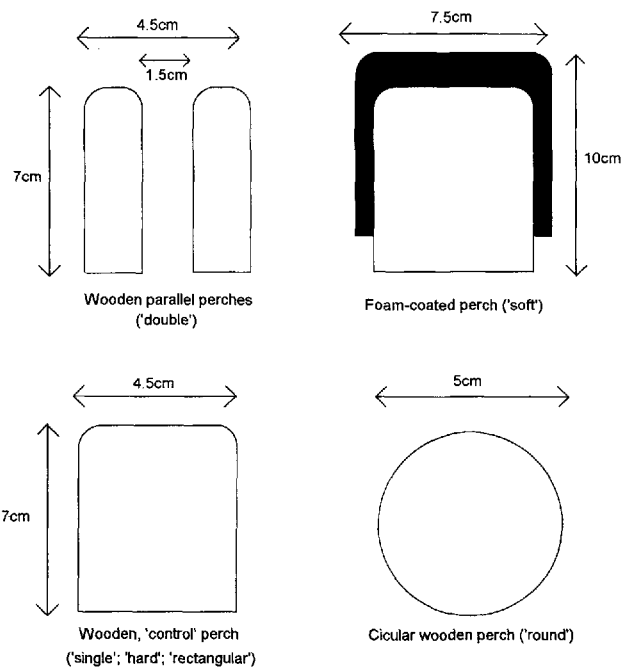 4.5cm
1.5cm
7cm
Wooden parallel perches
('double')
7.5cm
10cm
Foam-coated perch ('soft')
4.5cm
7cm
Wooden, 'control' perch
('single'; 'hard'; 'rectangular')
5cm
Cicular wooden perch ('round')